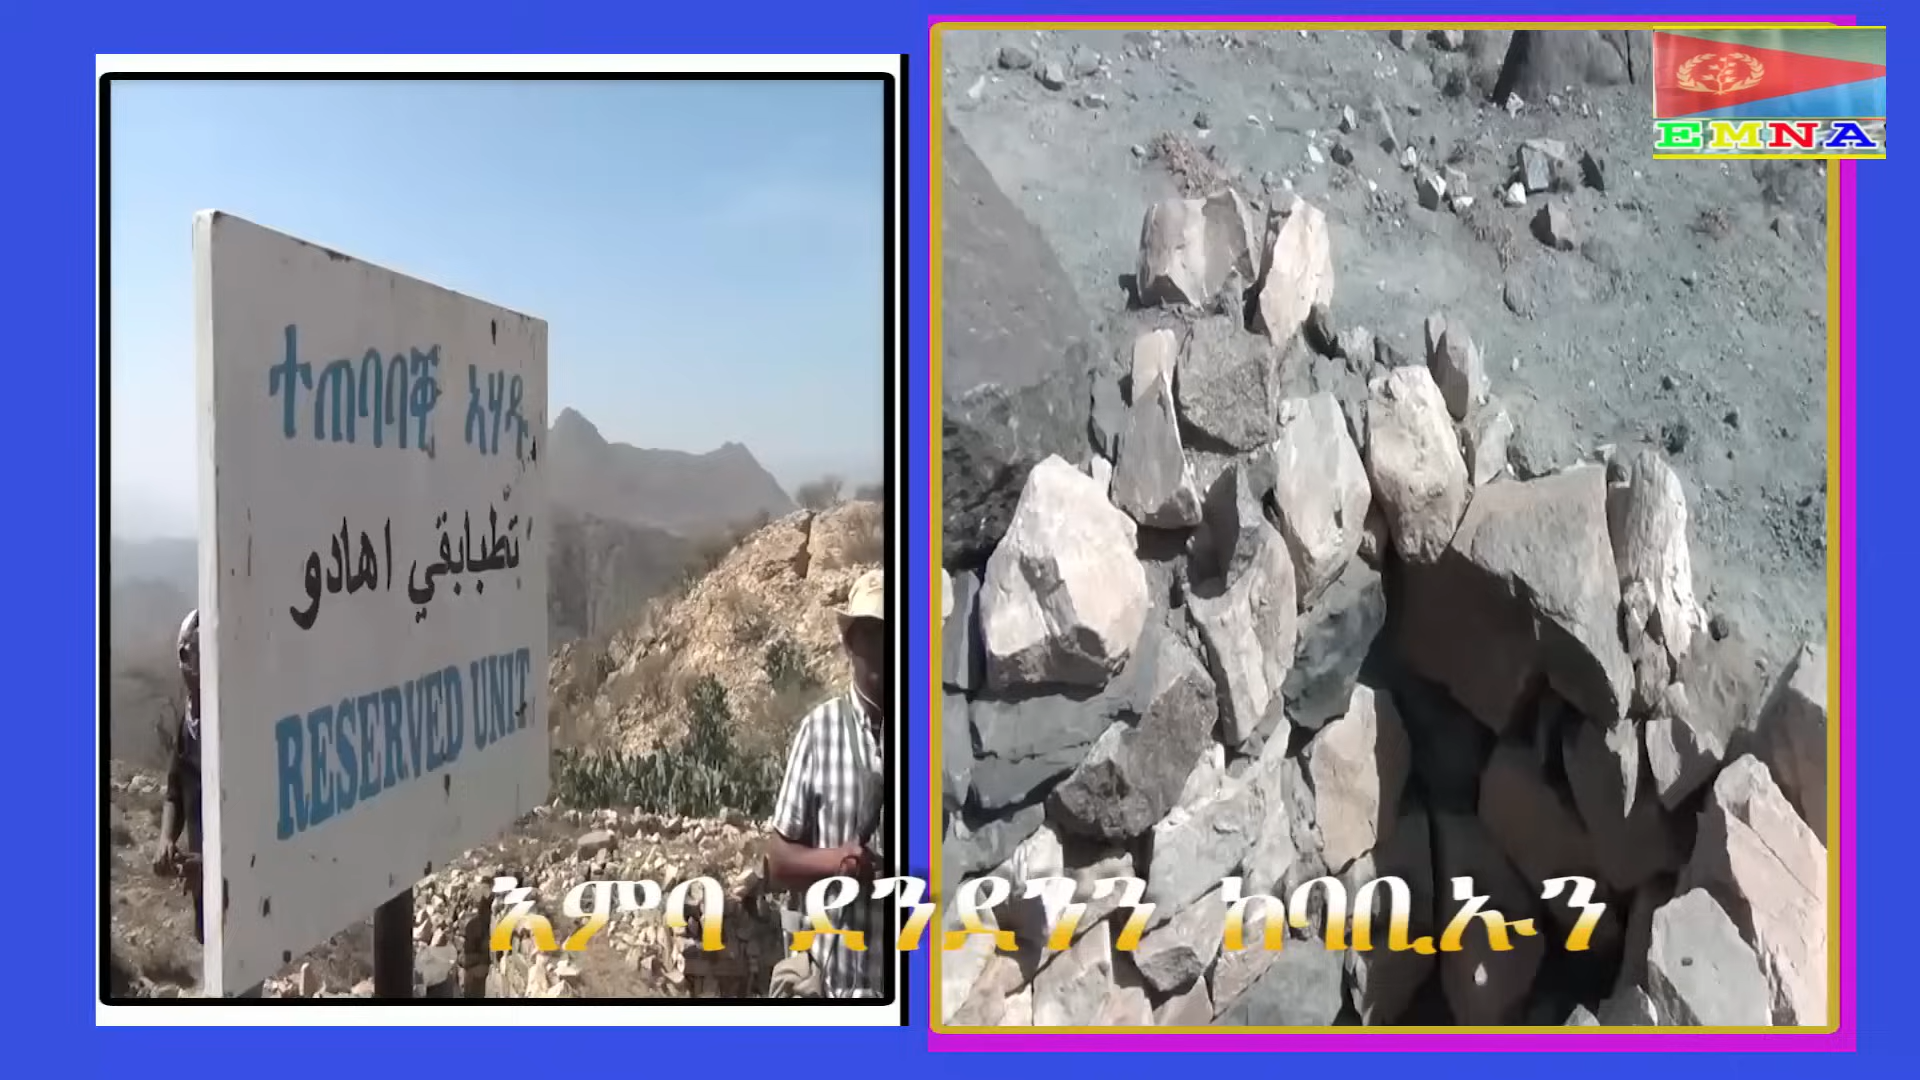 ተጠባባቒ ኣሃዱ
تطبابقي اهادو
RESERVED UNIT
EMNA
እምባ ደንደንን ከባቢኡን